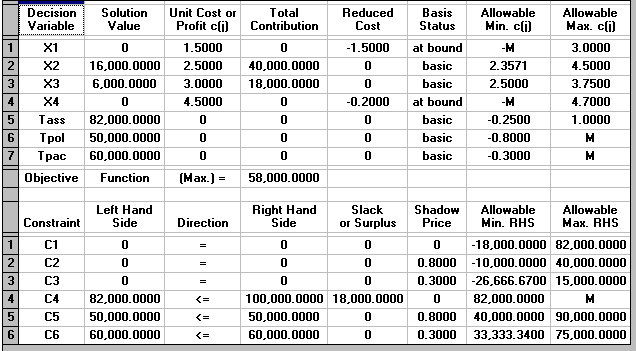 Decision Variable Solution Value Unit Cost or Profit c(j) Total Contribution Reduced Cost Basis Status Allowable Min. c(j) Allowable Max. c(j)
1 X1 0 1.5000 0 -1.5000 at bound -M 3.0000
2 X2 16,000.0000 2.5000 40,000.0000 0 basic 2.3571 4.5000
3 X3 6,000.0000 3.0000 18,000.0000 0 basic 2.5000 3.7500
4 X4 0 4.5000 0 -0.2000 at bound -M 4.7000
5 Tass 82,000.0000 0 0 0 basic -0.2500 1.0000
6 Tpol 50,000.0000 0 0 0 basic -0.8000 M
7 Tpac 60,000.0000 0 0 0 basic -0.3000 M
Objective Function (Max.) = 58,000.0000
Constraint Left Hand Side Direction Right Hand Side Slack or Surplus Shadow Price Allowable Min. RHS Allowable Max. RHS
1 C1 0 = 0 0 0 -18,000.0000 82,000.0000
2 C2 0 = 0 0 0.8000 -10,000.0000 40,000.0000
3 C3 0 = 0 0 0.3000 -26,666.6700 15,000.0000
4 C4 82,000.0000 <= 100,000.0000 18,000.0000 0 82,000.0000 M
5 C5 50,000.0000 <= 50,000.0000 0 0.8000 40,000.0000 90,000.0000
6 C6 60,000.0000 <= 60,000.0000 0 0.3000 33,333.3400 75,000.0000